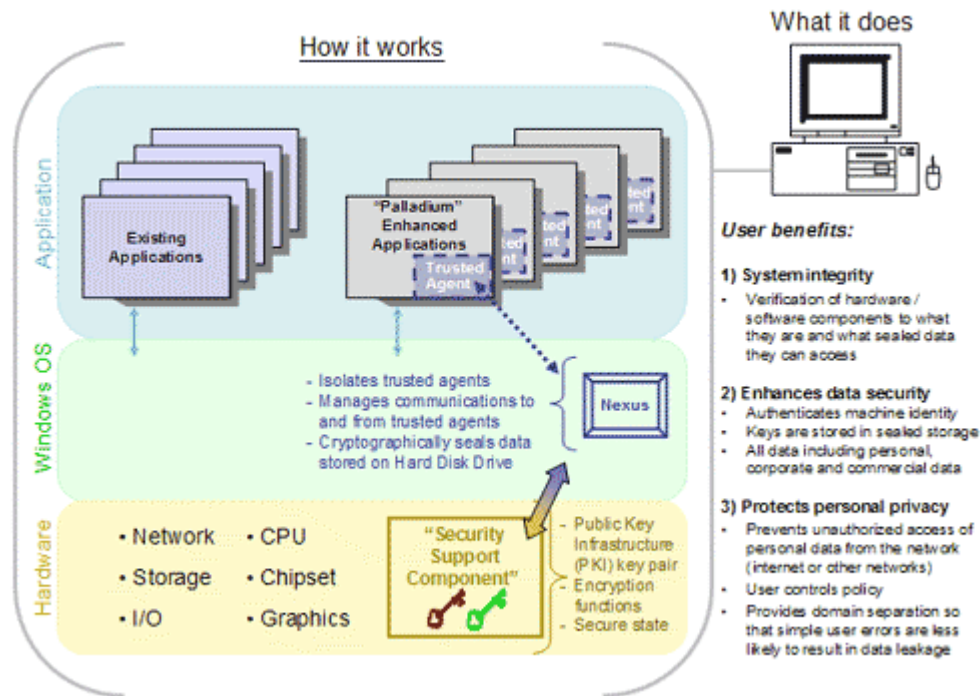 How it works
What it does
Application
Existing
Applications
"Palladium"
Enhanced
Applications
Trusted
Agent
Windows OS
- Isolates trusted agents
- Manages communications to
and from trusted agents
- Cryptographically seals data
stored on Hard Disk Drive
Nexus
Hardware
• Network
• Storage
• I/O
• CPU
• Chipset
• Graphics
"Security
Support
Component"
- Public Key
Infrastructure
(PKI) key pair
- Encryption
functions
- Secure state
User benefits:
1) System integrity
• Verification of hardware /
software components to what
they are and what sealed data
they can access
2) Enhances data security
• Authenticates machine identity
• Keys are stored in sealed storage
• All data including personal,
corporate and commercial data
3) Protects personal privacy
• Prevents unauthorized access of
personal data from the network
(internet or other networks)
• User controls policy
• Provides domain separation so
that simple user errors are less
likely to result in data leakage